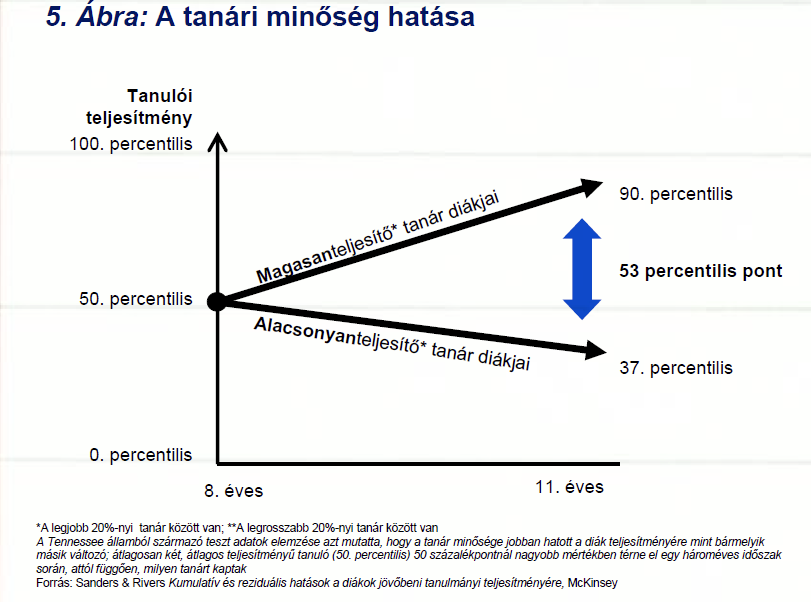 5. Ábra: A tanári minőség hatása
Tanulói
teljesítmény
100. percentilis
90. percentilis
Magasanteljesítő* tanár diákjai
53 percentilis pont
50. percentilis
Alacsonyanteljesítő* tanár diákjai
37. percentilis
0. percentilis
8. éves
11. éves
*A legjobb 20%-nyi tanár között van; **A legrosszabb 20%-nyi tanár között van
A Tennessee államból származó teszt adatok elemzése azt mutatta, hogy a tanár minősége jobban hatott a diák teljesítményére mint bármelyik
másik változó; átlagosan két, átlagos teljesítményű tanuló (50. percentilis) 50 százalékpontnál nagyobb mértékben térne el egy hároméves időszak
során, attól függően, milyen tanárt kaptak
Forrás: Sanders & Rivers Kumulatív és reziduális hatások a diákok jövőbeni tanulmányi teljesítményére, McKinsey